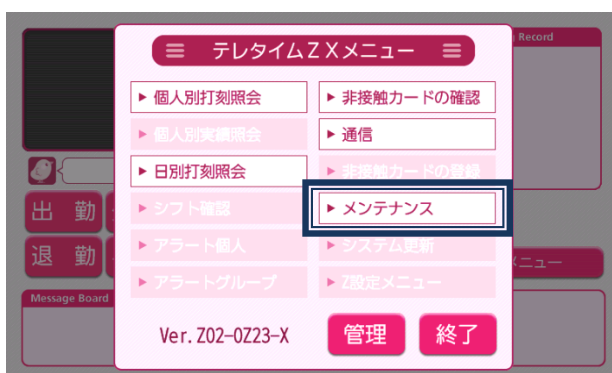 Record
テレタイムZXメニュー
個人別打刻照会
非接触カードの確認
個人別実績照会
通信
日別打刻照会
非接触カードの登録
シフト確認
メンテナンス
アラート個人
システム更新
アラートグループ
Z設定メニュー
出 勤
退 勤
メニュー
Message Board
Ver. Z02-0Z23-X
管理
終了